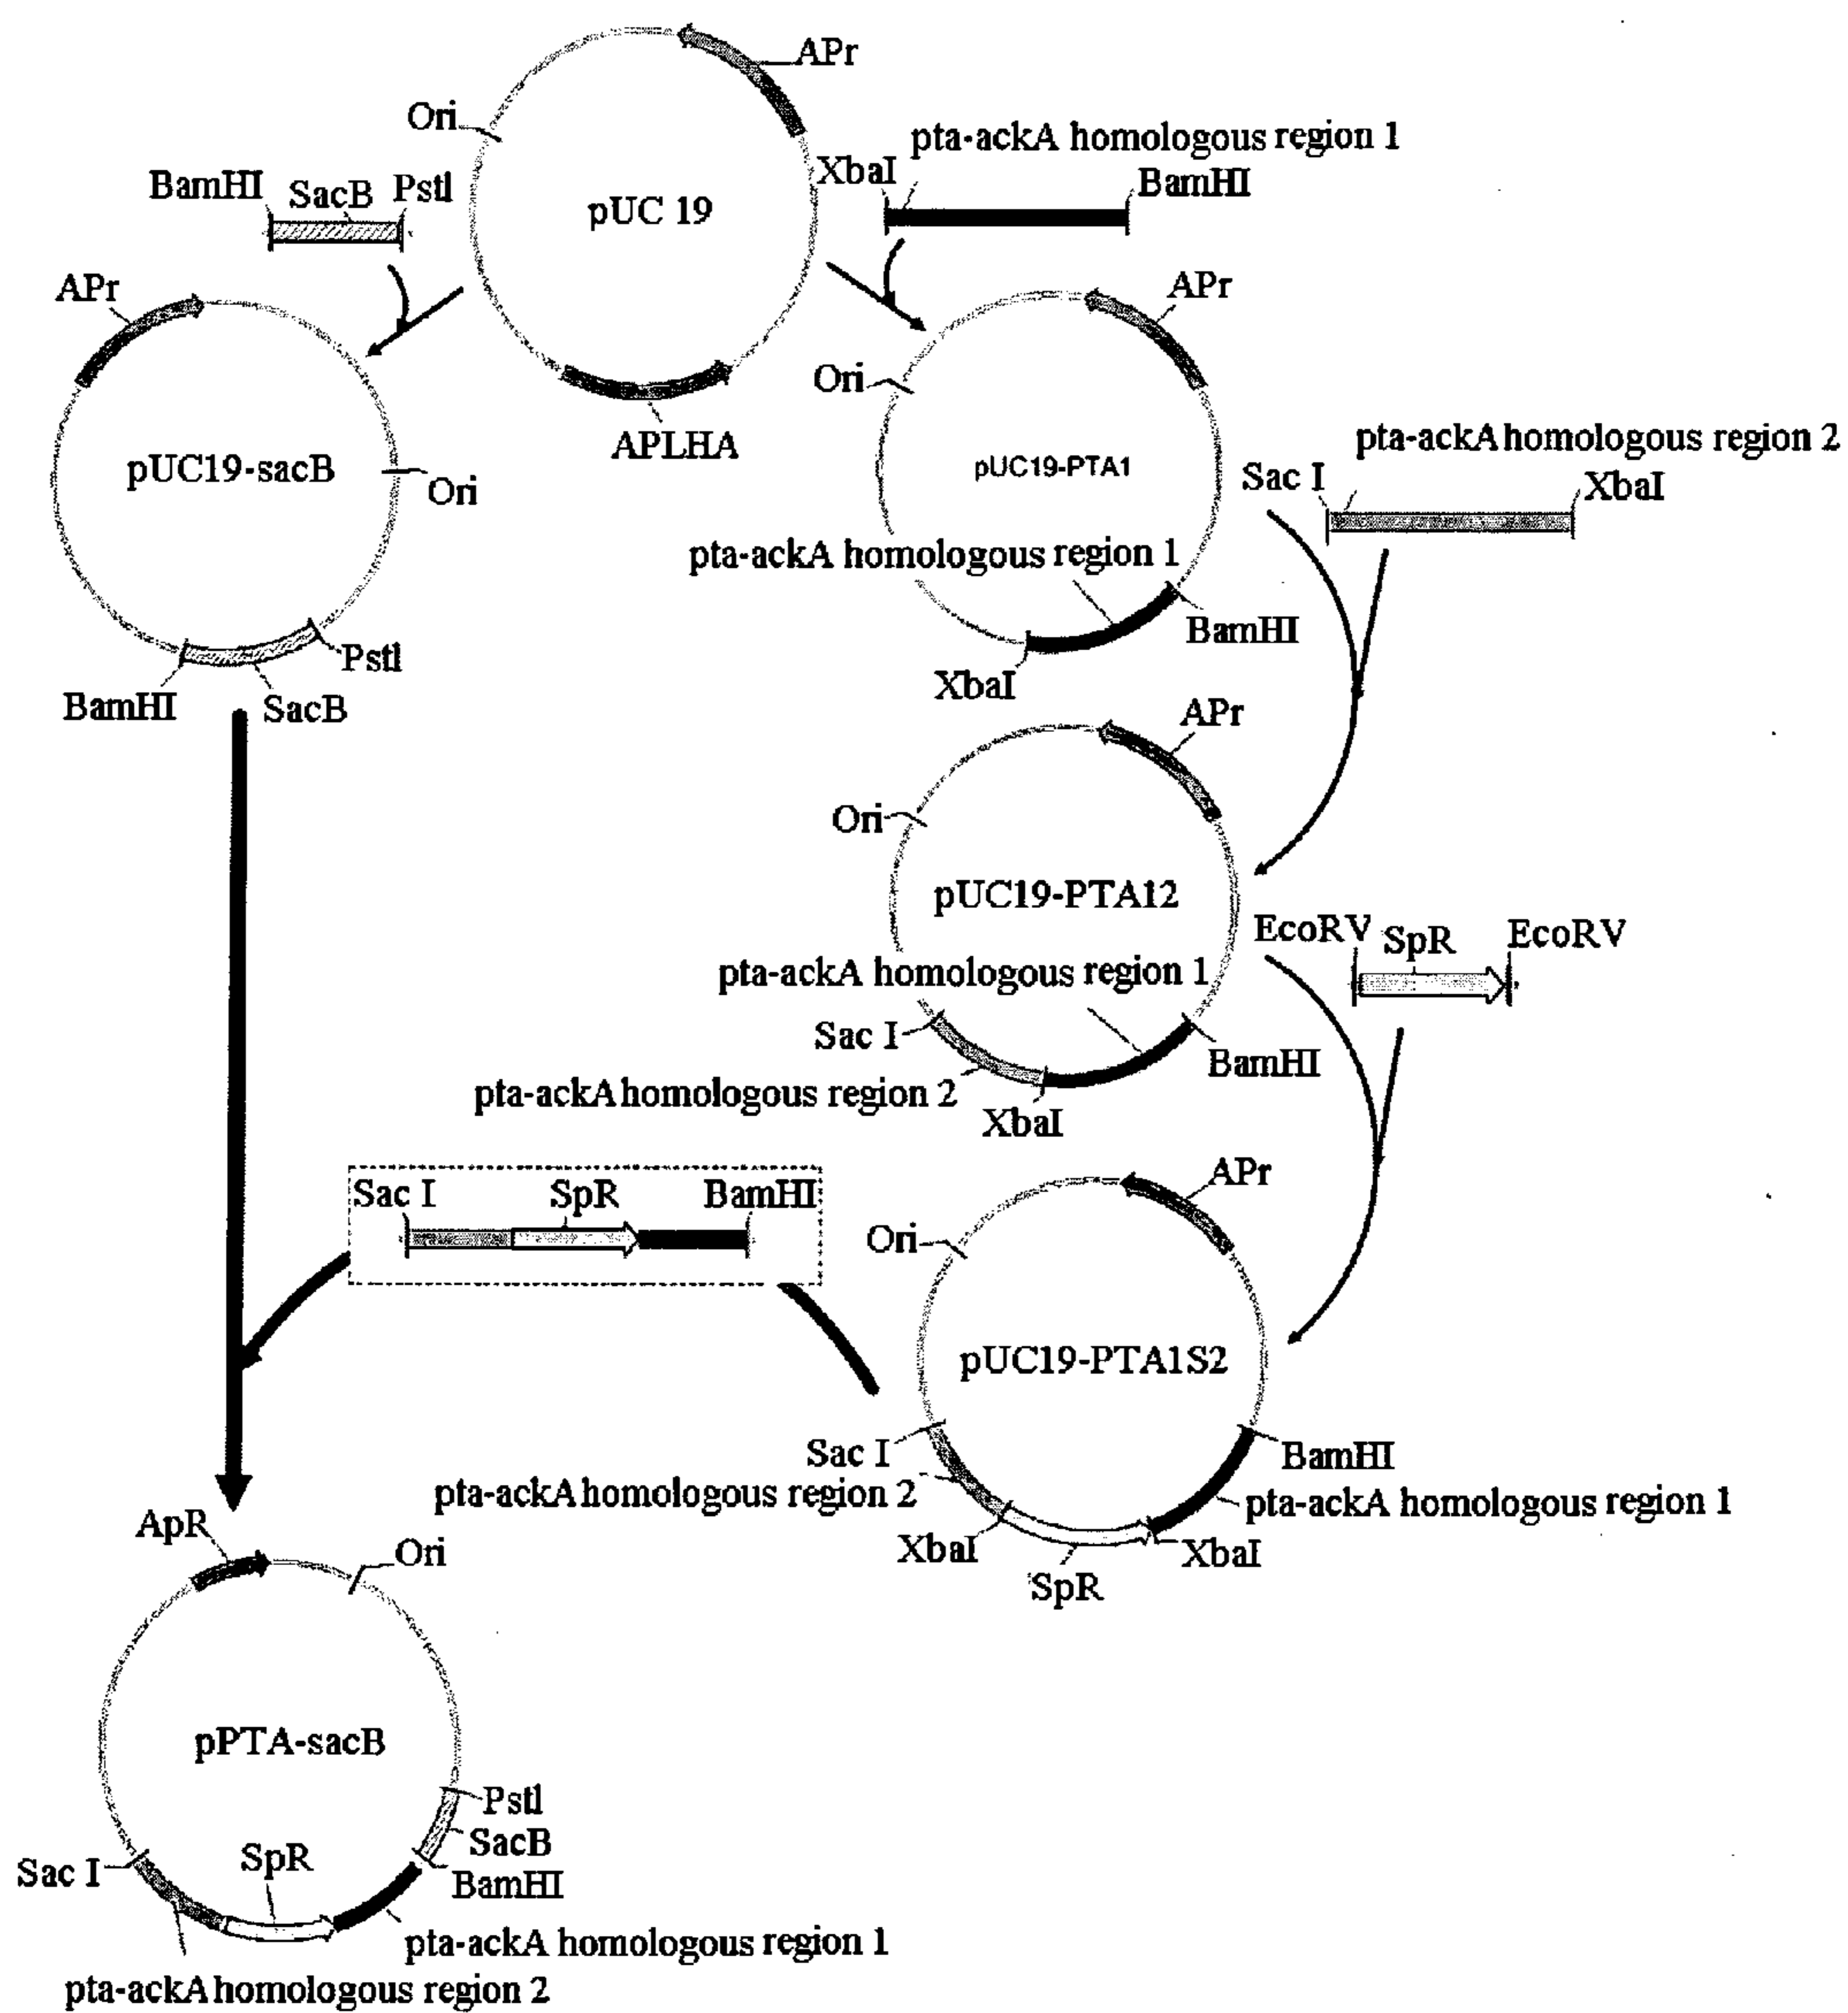 APr
Ori
pUC 19
APLHA
BamHI
SacB
Pstl
XbaI
pta-ackA homologous region 1
BamHI
APr
pUC19-sacB
Ori
Pstl
BamHI
SacB
APr
Ori
pUC19-PTA1
pta-ackA homologous region 1
BamHI
XbaI
pta-ackA homologous region 2
Sac I
XbaI
APr
Ori
pUC19-PTA12
pta-ackA homologous region 1
Sac I
BamHI
pta-ackA homologous region 2
XbaI
EcoRV
SpR
EcoRV
Sac I
SpR
BamHI
APr
Ori
pUC19-PTA1S2
Sac I
BamHI
pta-ackA homologous region 2
pta-ackA homologous region 1
XbaI
XbaI
SpR
ApR
Ori
pPTA-sacB
Pstl
SacB
BamHI
Sac I
SpR
pta-ackA homologous region 1
pta-ackA homologous region 2